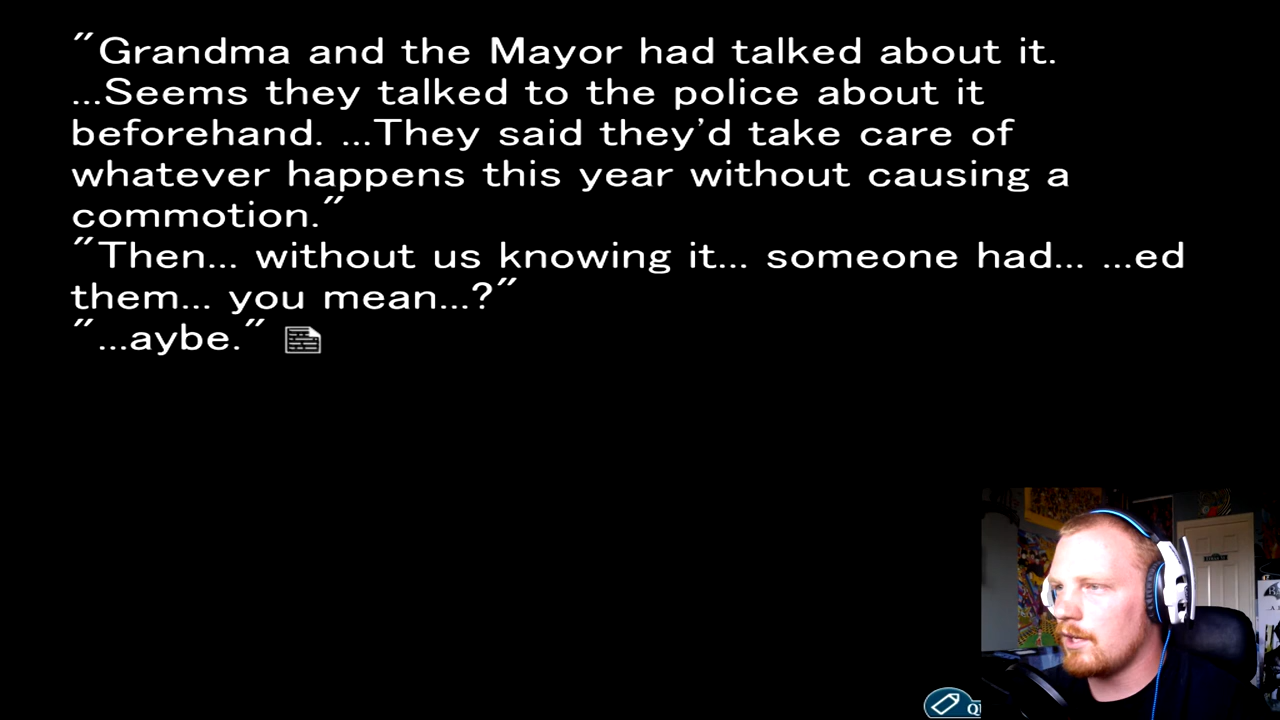 "Grandma and the Mayor had talked about it.
...Seems they talked to the police about it
beforehand. ...They said they'd take care of
whatever happens this year without causing a
commotion."
"Then... without us knowing it... someone had... ...ed
them... you mean...?"
"...aybe."